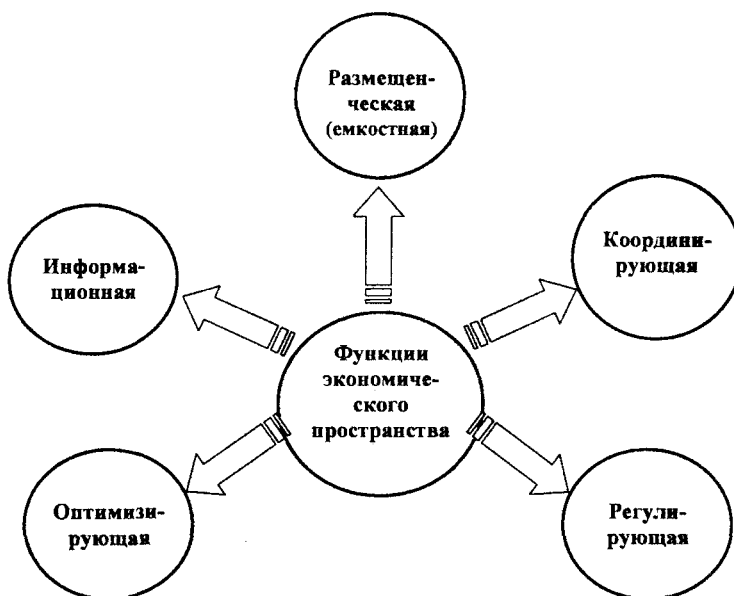 Размещен-
ческая
(емкостная)
Информа-
ционная
Координи-
рующая
Функции
экономиче-
ского
пространства
Оптимизи-
рующая
Регули-
рующая